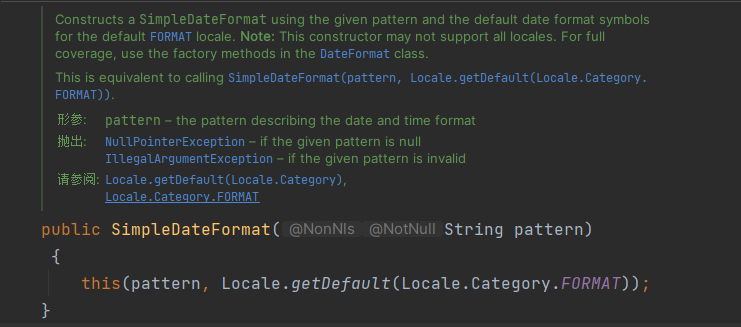 Constructs a SimpleDateFormat using the given pattern and the default date format symbols
for the default FORMAT locale. Note: This constructor may not support all locales. For full
coverage, use the factory methods in the DateFormat class.
This is equivalent to calling SimpleDateFormat(pattern, Locale.getDefault(Locale.Category.
FORMAT)).
形参: pattern – the pattern describing the date and time format
抛出: NullPointerException – if the given pattern is null
IllegalArgumentException – if the given pattern is invalid
请参阅: Locale.getDefault(Locale.Category),
Locale.Category.FORMAT
public SimpleDateFormat( @NonNls @NotNull String pattern)
{
this(pattern, Locale.getDefault(Locale.Category.FORMAT));
}